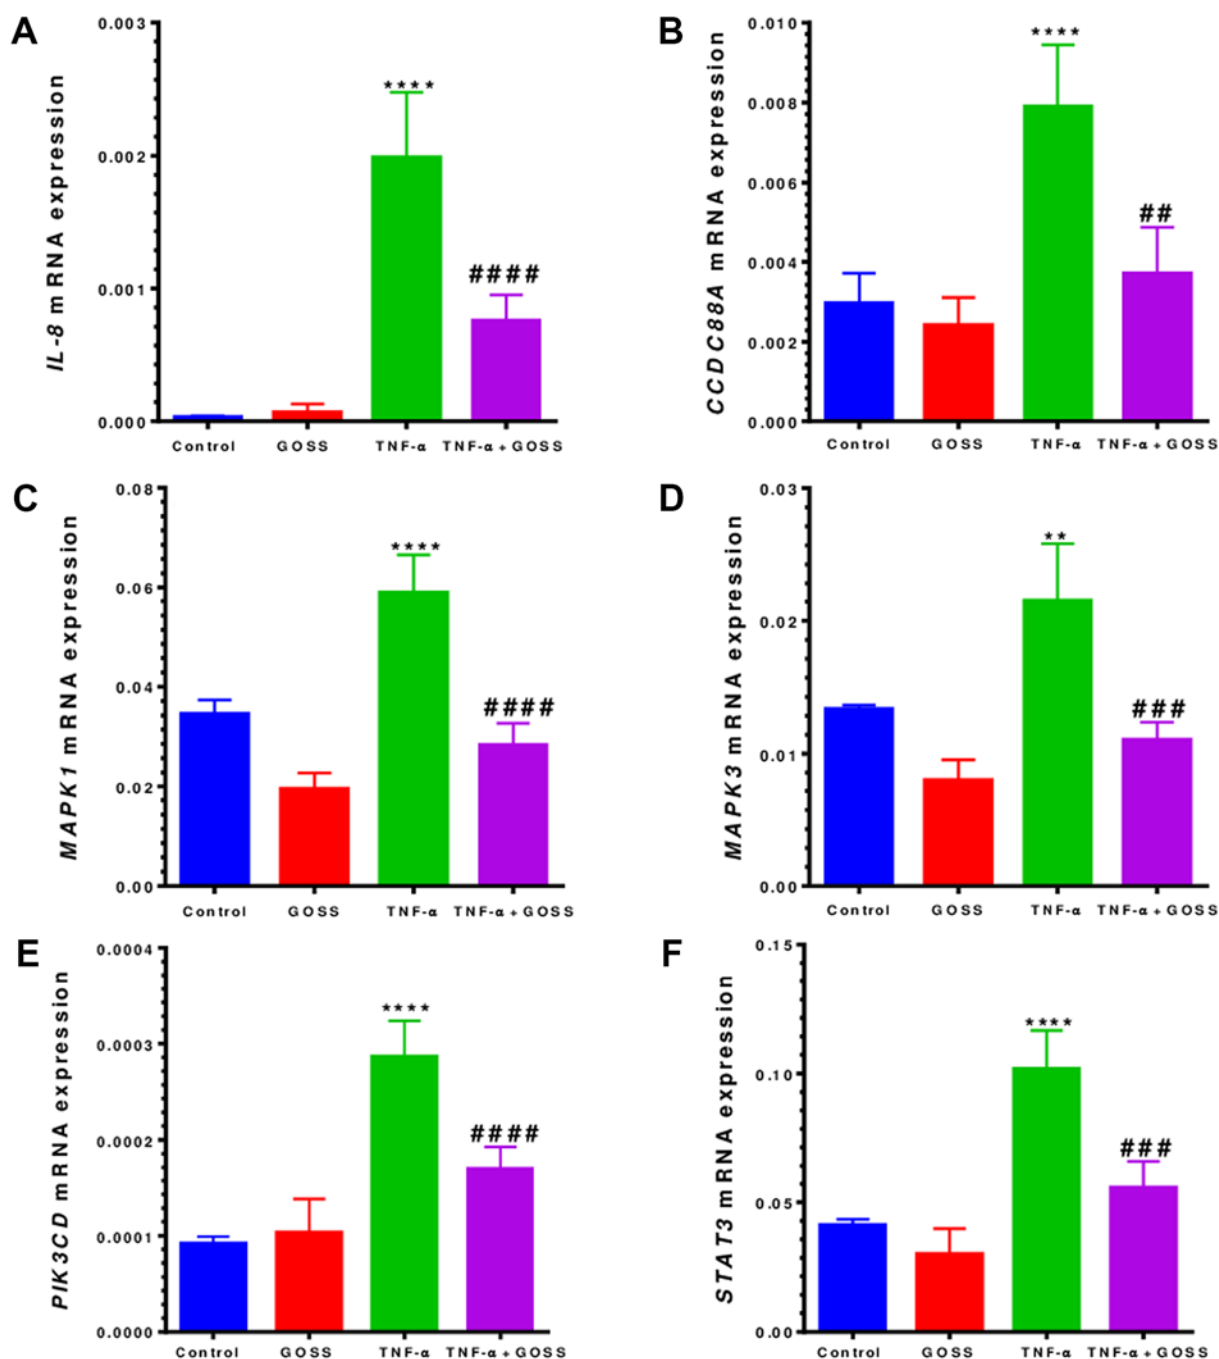 A
IL-8 mRNA expression
0.003
0.002
0.001
0.000
****
####
Control GOSS TNF-α TNF-α + GOSS
B
CCDC88A mRNA expression
0.010
0.008
0.006
0.004
0.002
0.000
****
##
Control GOSS TNF-α TNF-α + GOSS
C
MAPK1 mRNA expression
0.08
0.06
0.04
0.02
0.00
****
####
Control GOSS TNF-α TNF-α + GOSS
D
MAPK3 mRNA expression
0.03
0.02
0.01
0.00
**
###
Control GOSS TNF-α TNF-α + GOSS
E
PIK3CD mRNA expression
0.0004
0.0003
0.0002
0.0001
0.0000
****
####
Control GOSS TNF-α TNF-α + GOSS
F
STAT3 mRNA expression
0.15
0.10
0.05
0.00
****
###
Control GOSS TNF-α TNF-α + GOSS